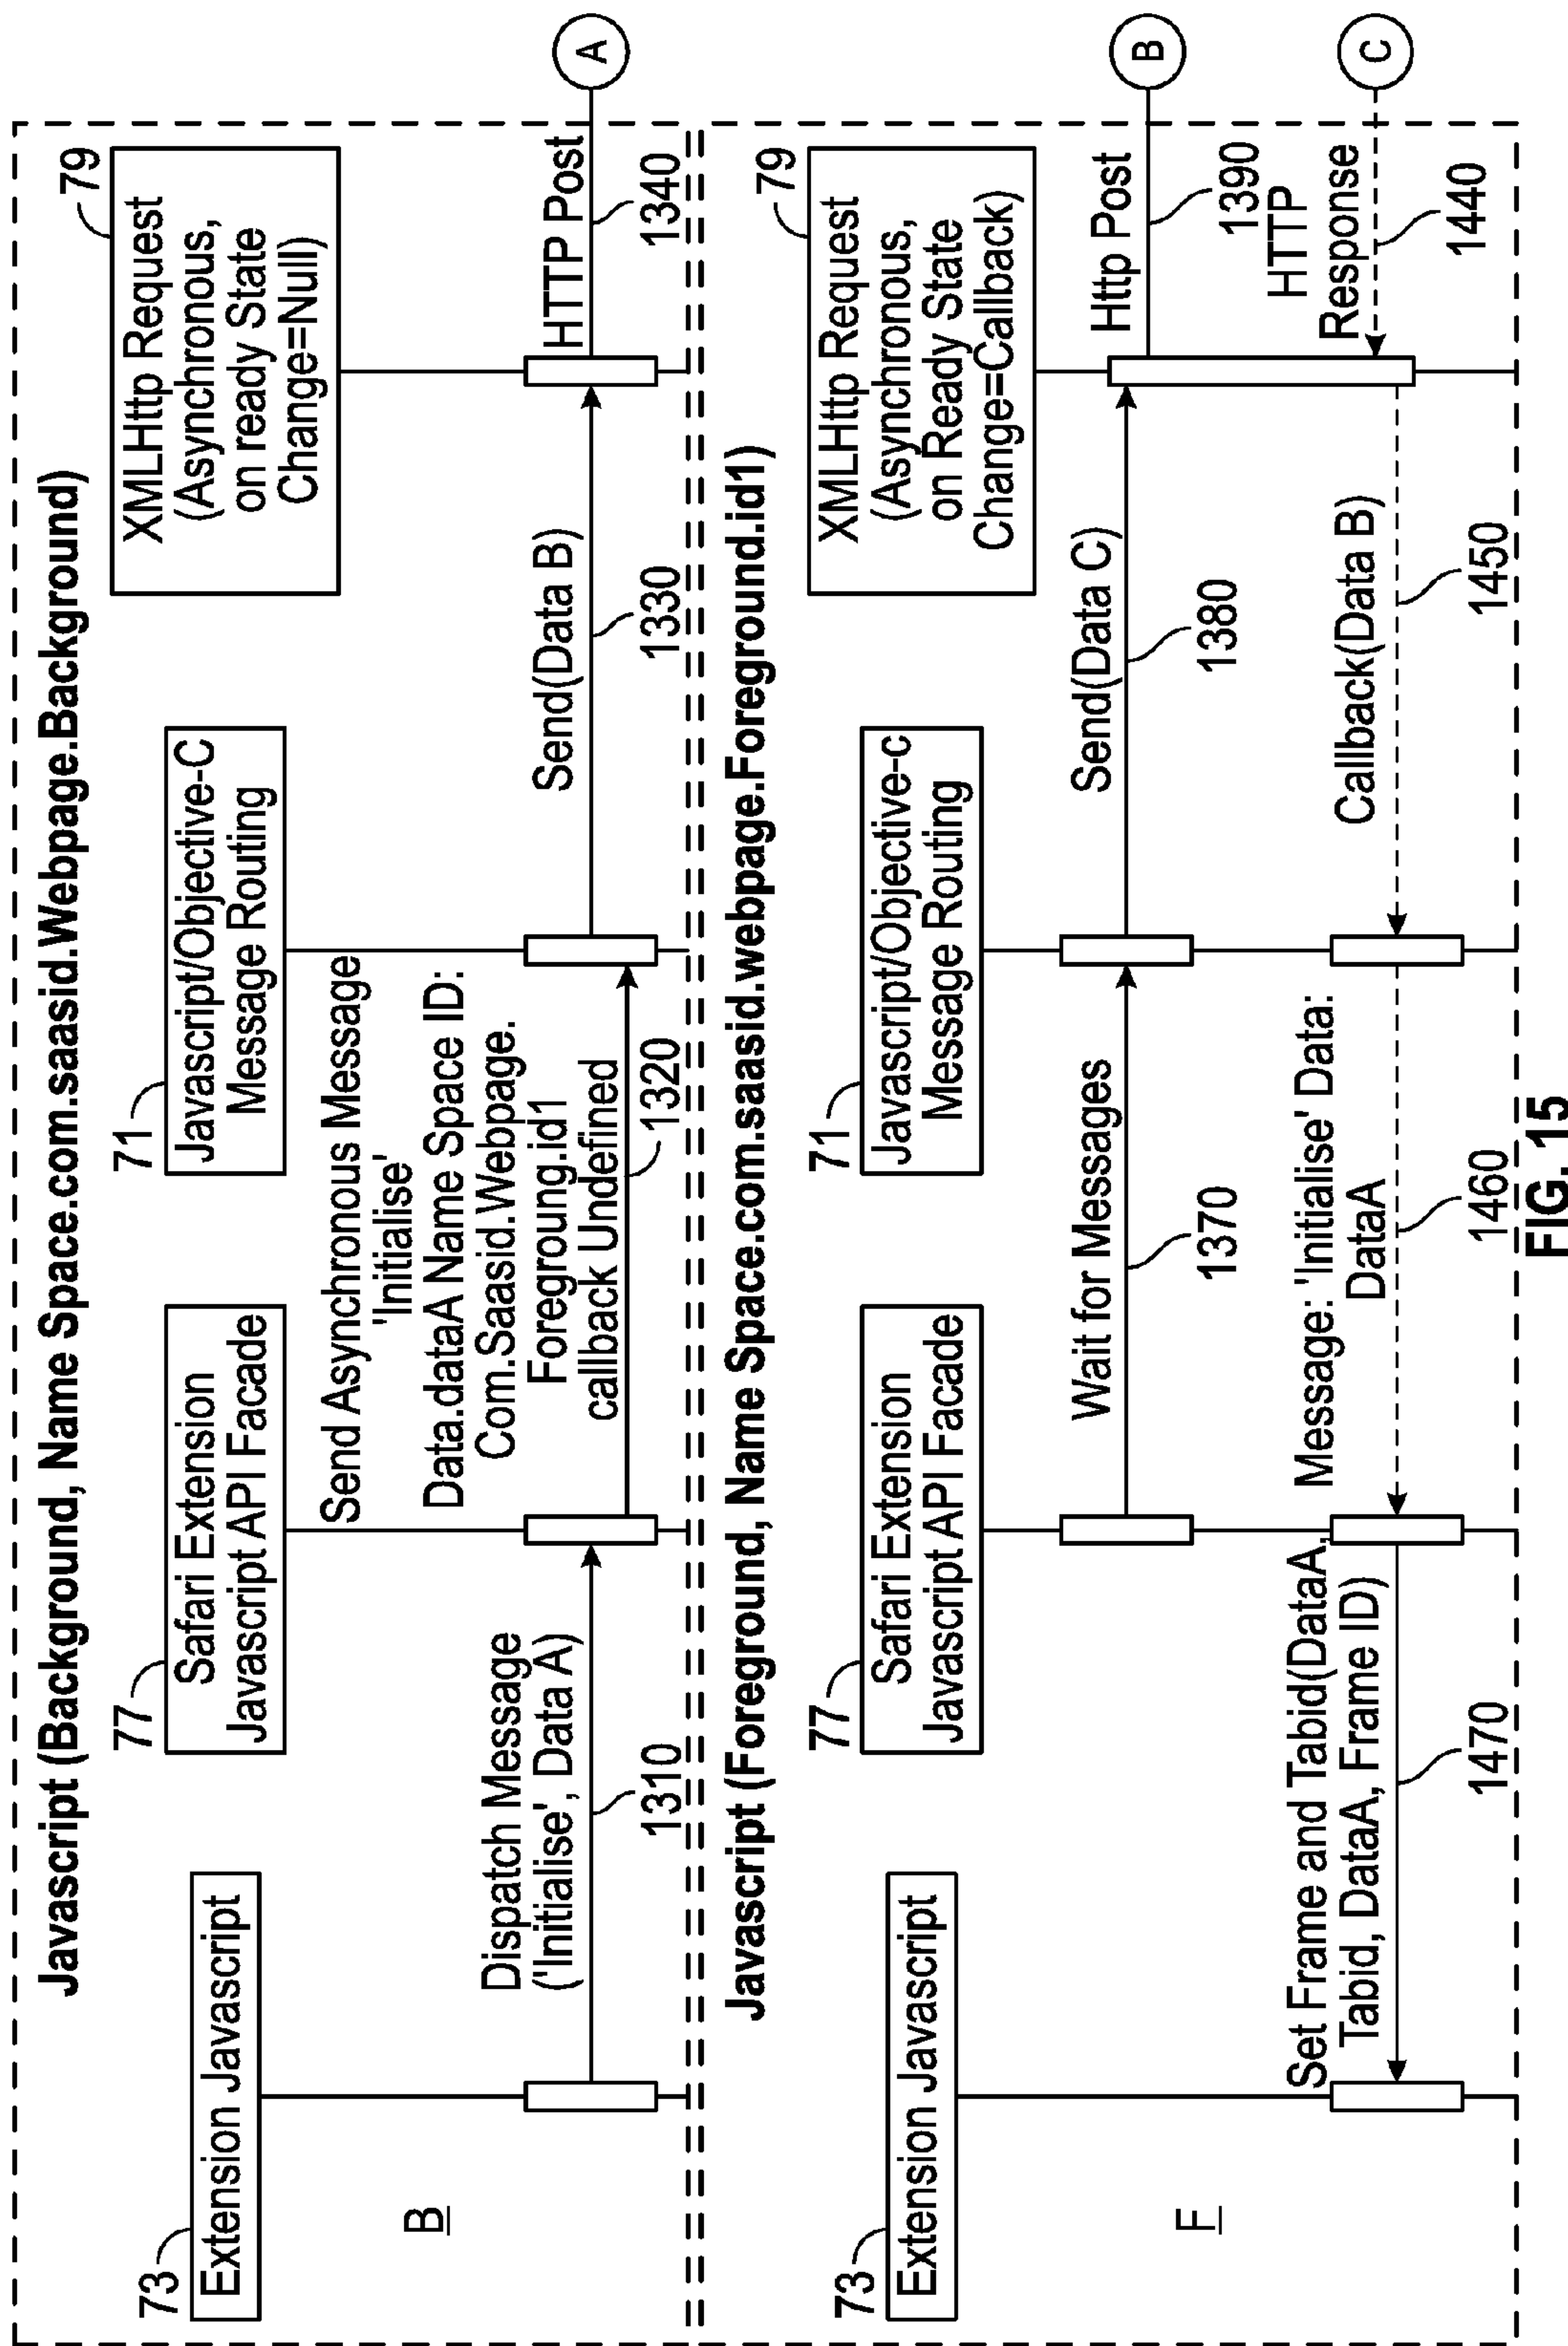 Javascript (Background, Name Space.com.saasid.Webpage.Background)
73
Extension Javascript
77
Safari Extension
Javascript API Facade
71
Javascript/Objective-C
Message Routing
79
XMLHttp Request
(Asynchronous,
on ready State
Change=Null)
B
Dispatch Message
('Initialise', Data A)
1310
Send Asynchronous Message
'Initialise'
Data.dataA Name Space ID:
Com.Saasid.Webpage.
Foregroung.id1
callback Undefined
1320
Send(Data B)
1330
HTTP Post
1340
A
Javascript (Foreground, Name Space.com.saasid.webpage.Foreground.id1)
73
Extension Javascript
77
Safari Extension
Javascript API Facade
71
Javascript/Objective-c
Message Routing
79
XMLHttp Request
(Asynchronous,
on Ready State
Change=Callback)
F
Wait for Messages
1370
Send(Data C)
1380
Http Post
1390
B
HTTP
Response
1440
C
Callback(Data B)
1450
Message: 'Initialise' Data:
DataA
1460
Set Frame and Tabid(DataA,
Tabid, DataA, Frame ID)
1470
FIG. 15